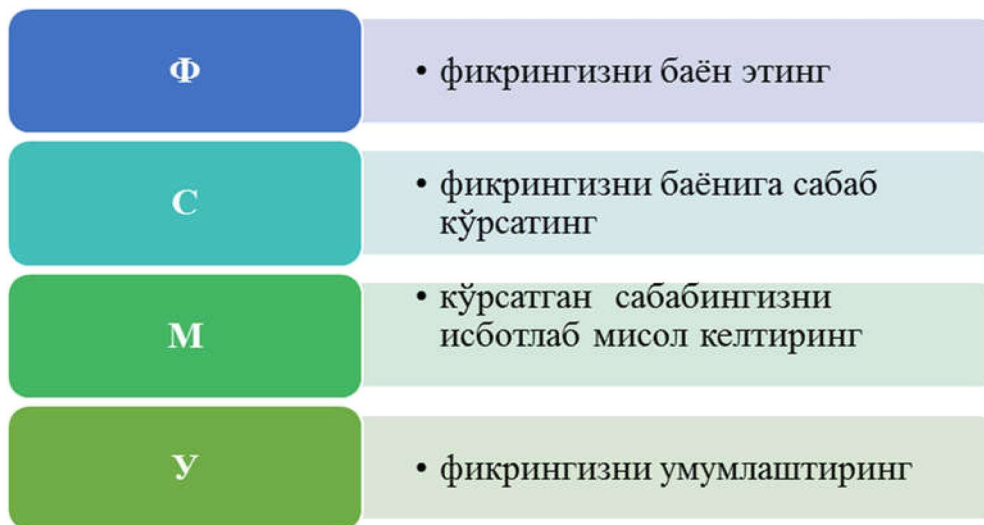 Ф
• фикрингизни баён этинг
С
• фикрингизни баёнига сабаб
кўрсатинг
М
• кўрсатган сабабингизни
исботлаб мисол келтиринг
У
• фикрингизни умумлаштиринг